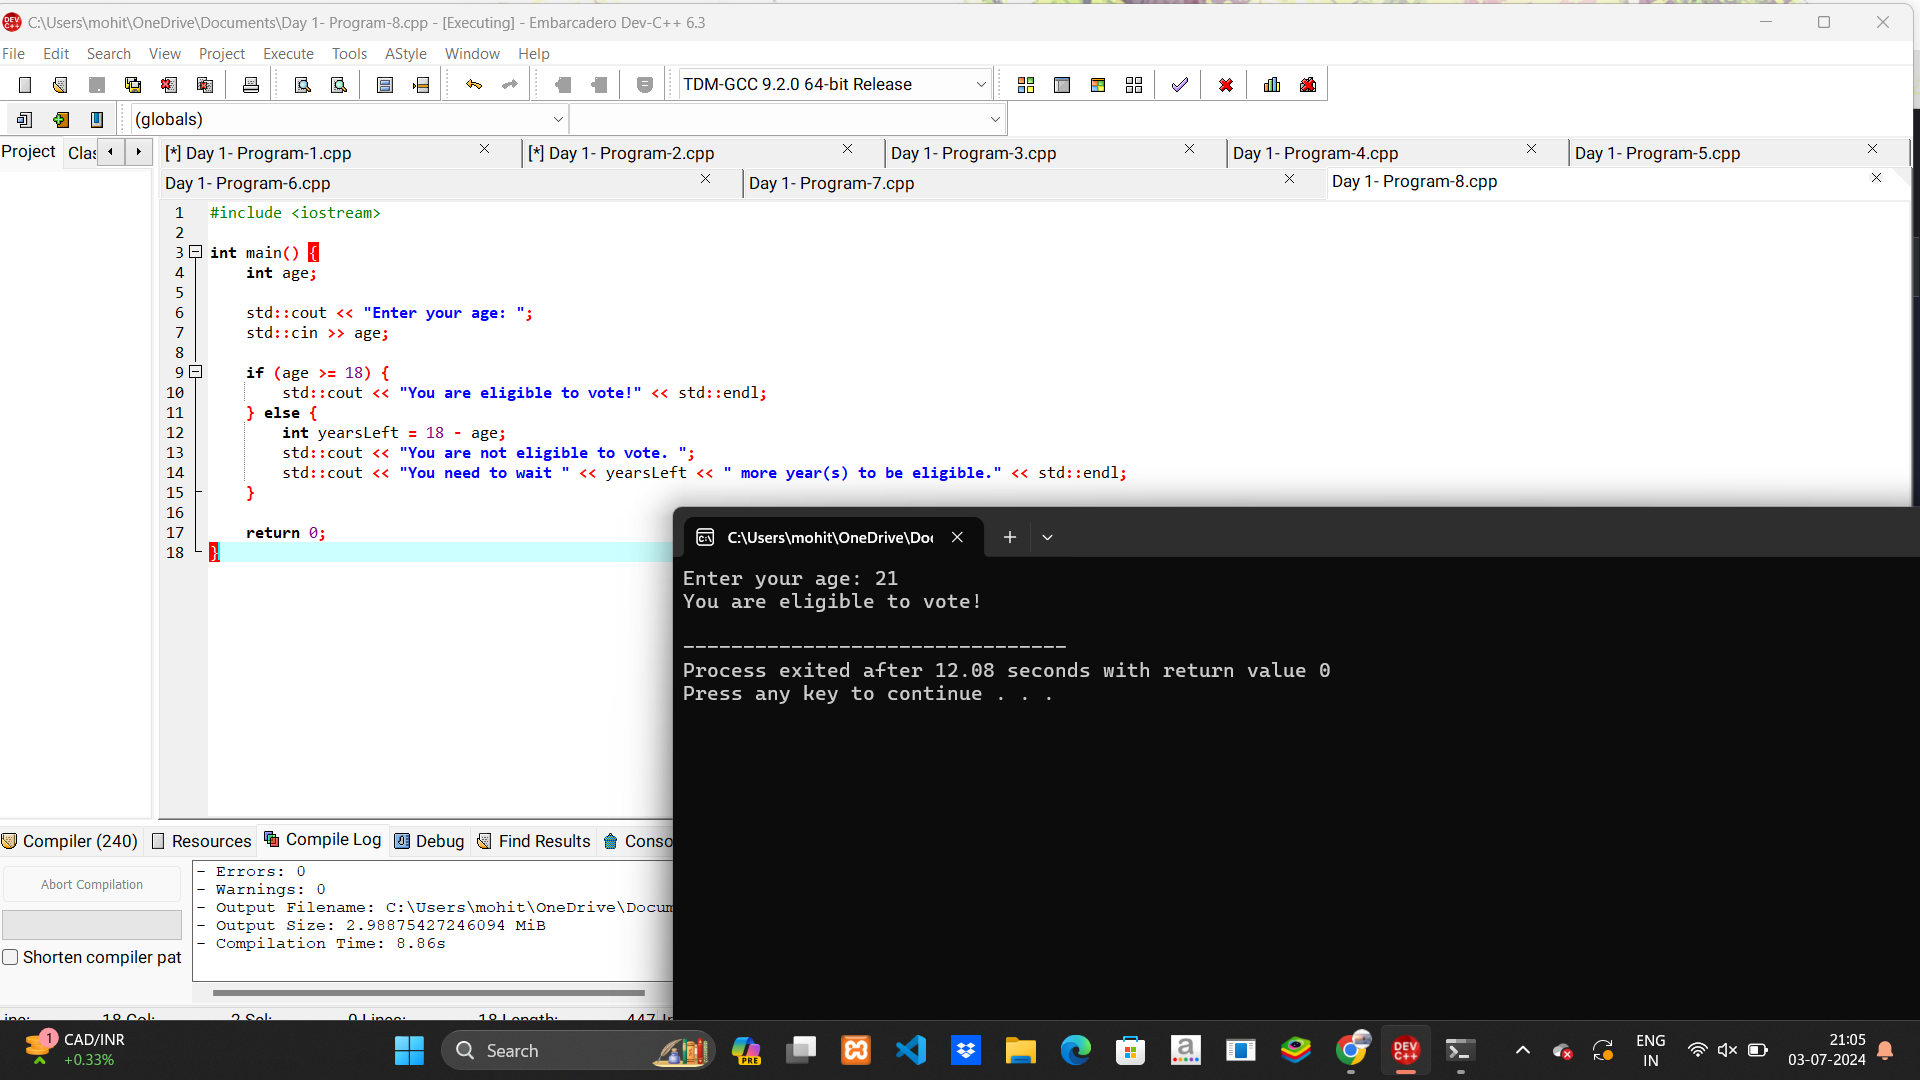 C:\Users\mohit\OneDrive\Documents\Day 1- Program-8.cpp - [Executing] - Embarcadero Dev-C++ 6.3
File Edit Search View Project Execute Tools AStyle Window Help
TDM-GCC 9.2.0 64-bit Release
(globals)
Project Clas
[*] Day 1- Program-1.cpp [*] Day 1- Program-2.cpp Day 1- Program-3.cpp Day 1- Program-4.cpp Day 1- Program-5.cpp
Day 1- Program-6.cpp Day 1- Program-7.cpp Day 1- Program-8.cpp
1 #include <iostream>
2
3 int main() {
4     int age;
5
6     std::cout << "Enter your age: ";
7     std::cin >> age;
8
9     if (age >= 18) {
10         std::cout << "You are eligible to vote!" << std::endl;
11     } else {
12         int yearsLeft = 18 - age;
13         std::cout << "You are not eligible to vote. ";
14         std::cout << "You need to wait " << yearsLeft << " more year(s) to be eligible." << std::endl;
15     }
16
17     return 0;
18 }
C:\Users\mohit\OneDrive\Doc
Enter your age: 21
You are eligible to vote!
--------------------------------
Process exited after 12.08 seconds with return value 0
Press any key to continue . . .
Compiler (240) Resources Compile Log Debug Find Results Conso
Abort Compilation
Shorten compiler pat
- Errors: 0
- Warnings: 0
- Output Filename: C:\Users\mohit\OneDrive\Docum
- Output Size: 2.98875427246094 MiB
- Compilation Time: 8.86s
18 Col: 2 Sel: 0 Lines: 18 Length: 447
1 CAD/INR
+0.33%
Search
PRE
DEV C++
ENG
IN
21:05
03-07-2024